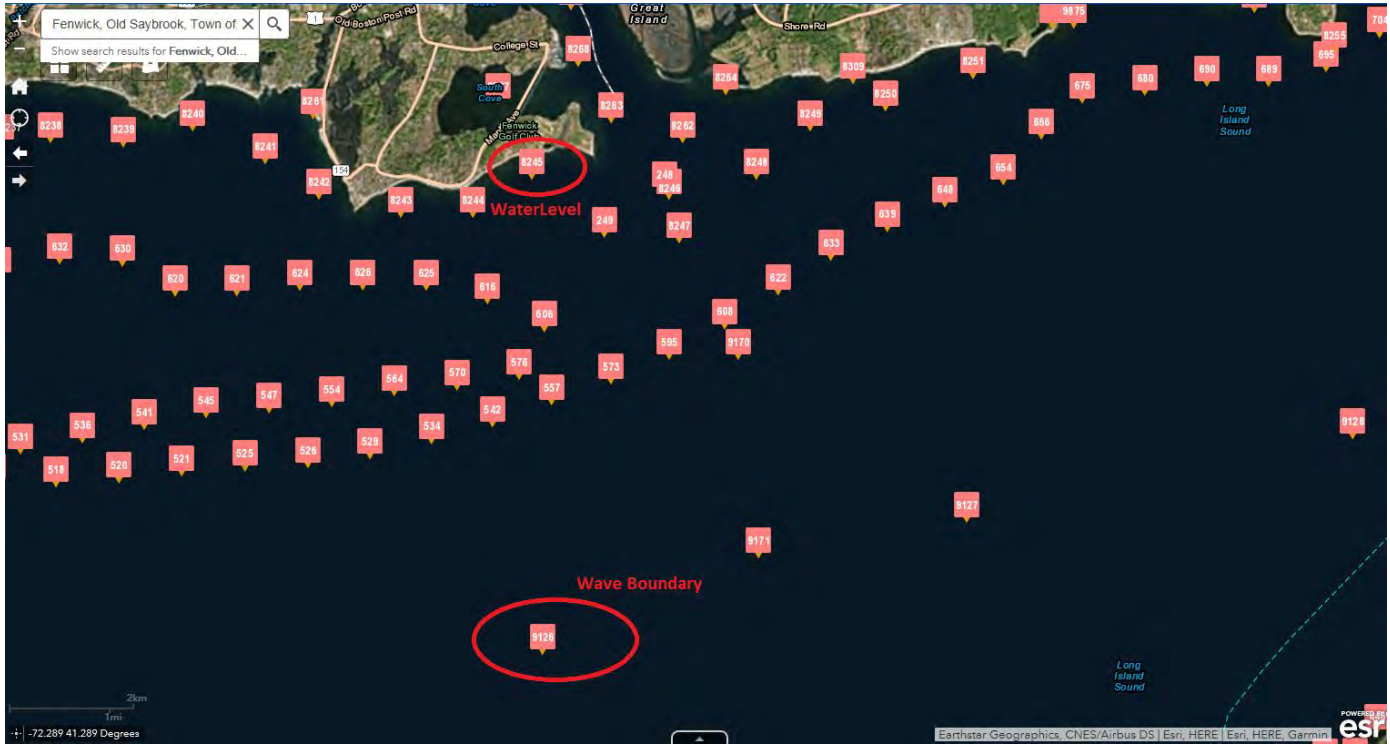 Fenwick, Old Saybrook, Town of
Show search results for Fenwick, Old...
1
Old Boston Post Rd
Cove
Great
Island
Shore Rd
9875
704
8255
695
College St
8268
8264
8309
8251
8250
675
680
690
689
South
Cove
8261
8240
8263
8249
666
Long
Island
Sound
8238
8239
Maple Ave
Fenwick
Golf Club
8262
8241
8245
8248
654
154
8242
248
8246
648
8243
8244
WaterLevel
249
8247
639
632
630
633
620
621
624
626
625
616
622
606
608
595
9170
576
573
570
564
557
554
547
545
542
541
536
534
531
529
526
525
521
520
518
9128
9127
9171
Wave Boundary
9126
Long
Island
Sound
2km
1mi
-72.289 41.289 Degrees
Earthstar Geographics, CNES/Airbus DS | Esri, HERE | Esri, HERE, Garmin
POWERED BY
esri